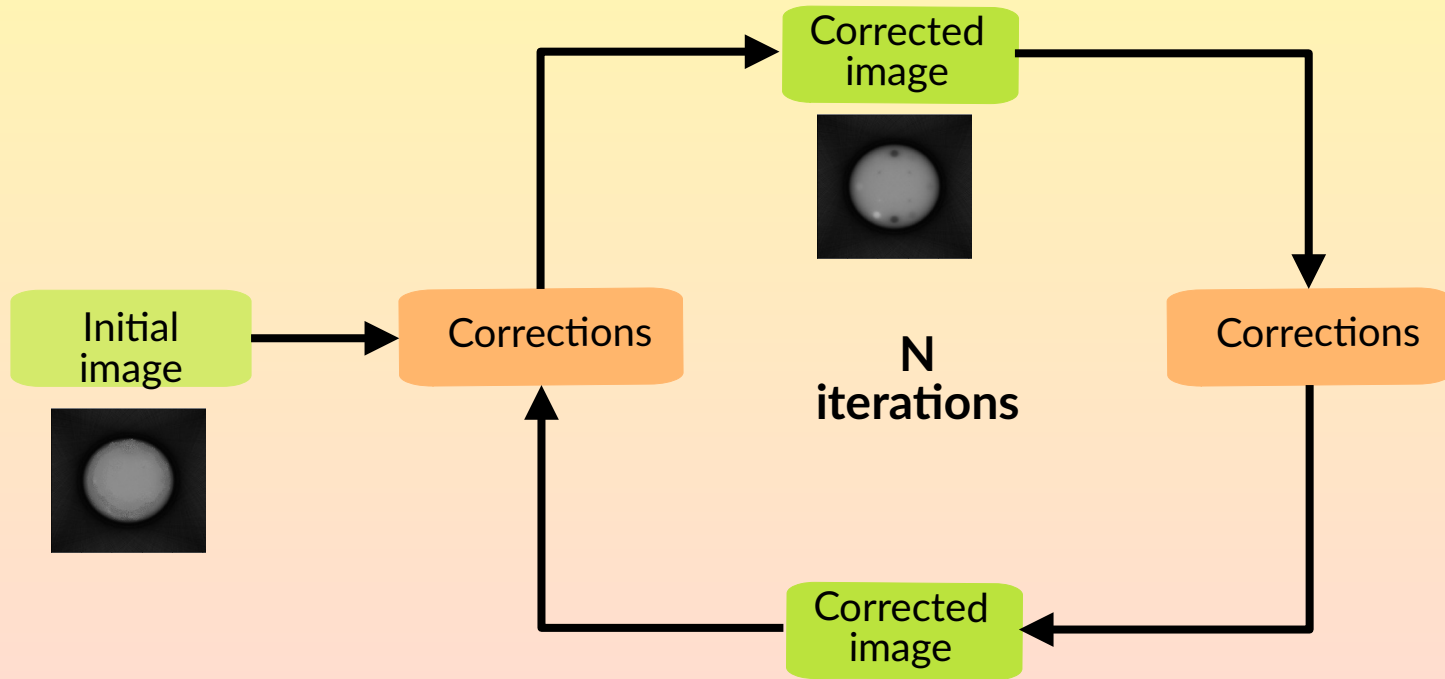 Corrected
image
Initial
image
Corrections
N
iterations
Corrections
Corrected
image